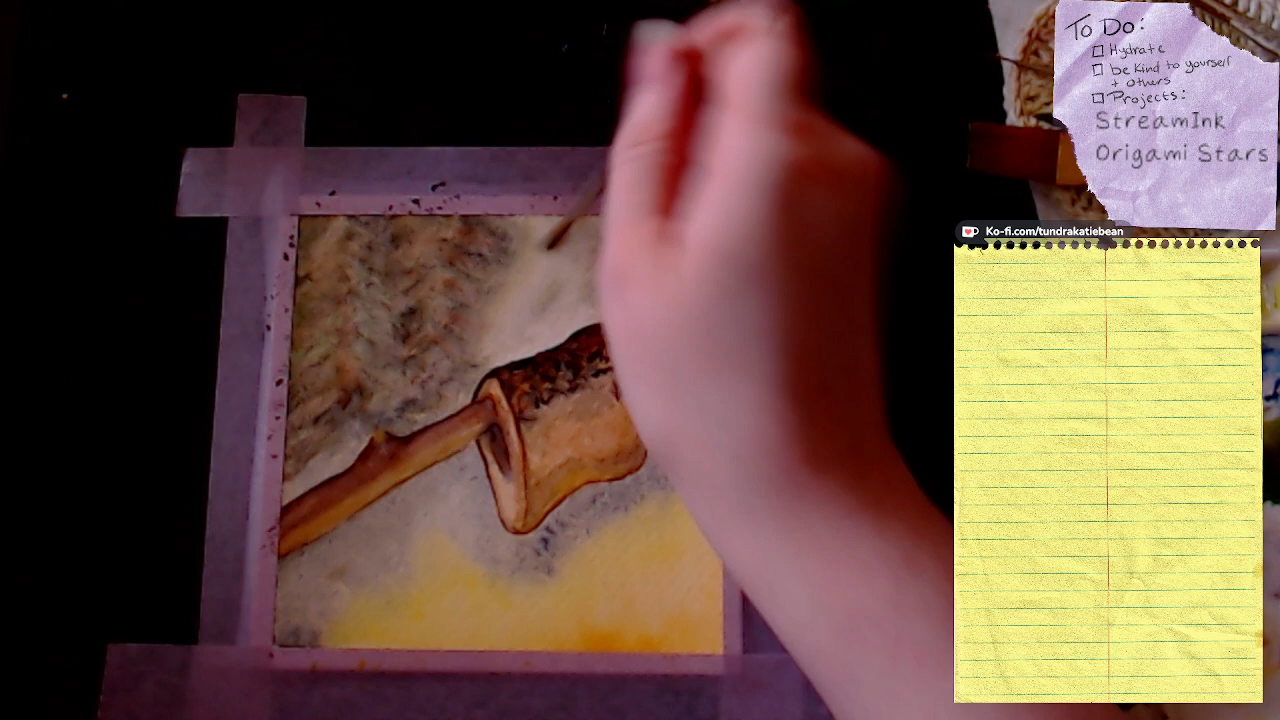 To Do:
Hydrate
be Kind to yourself
+ others
Projects:
StreamInk
Origami Stars
Ko-fi.com/tundrakatiebean